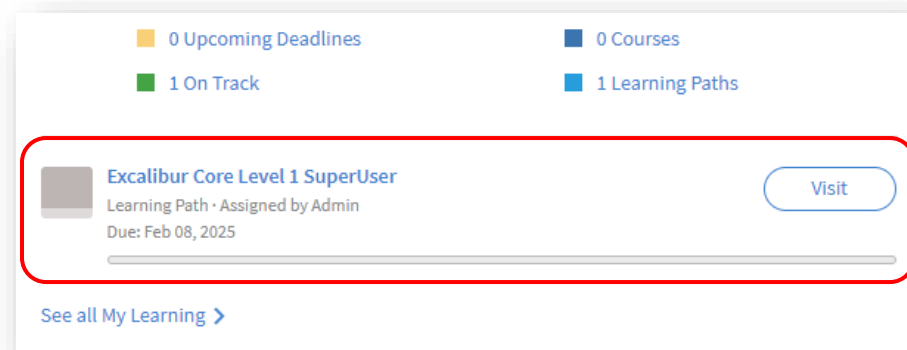 0 Upcoming Deadlines
0 Courses
1 On Track
1 Learning Paths
Excalibur Core Level 1 SuperUser
Learning Path · Assigned by Admin
Due: Feb 08, 2025
Visit
See all My Learning